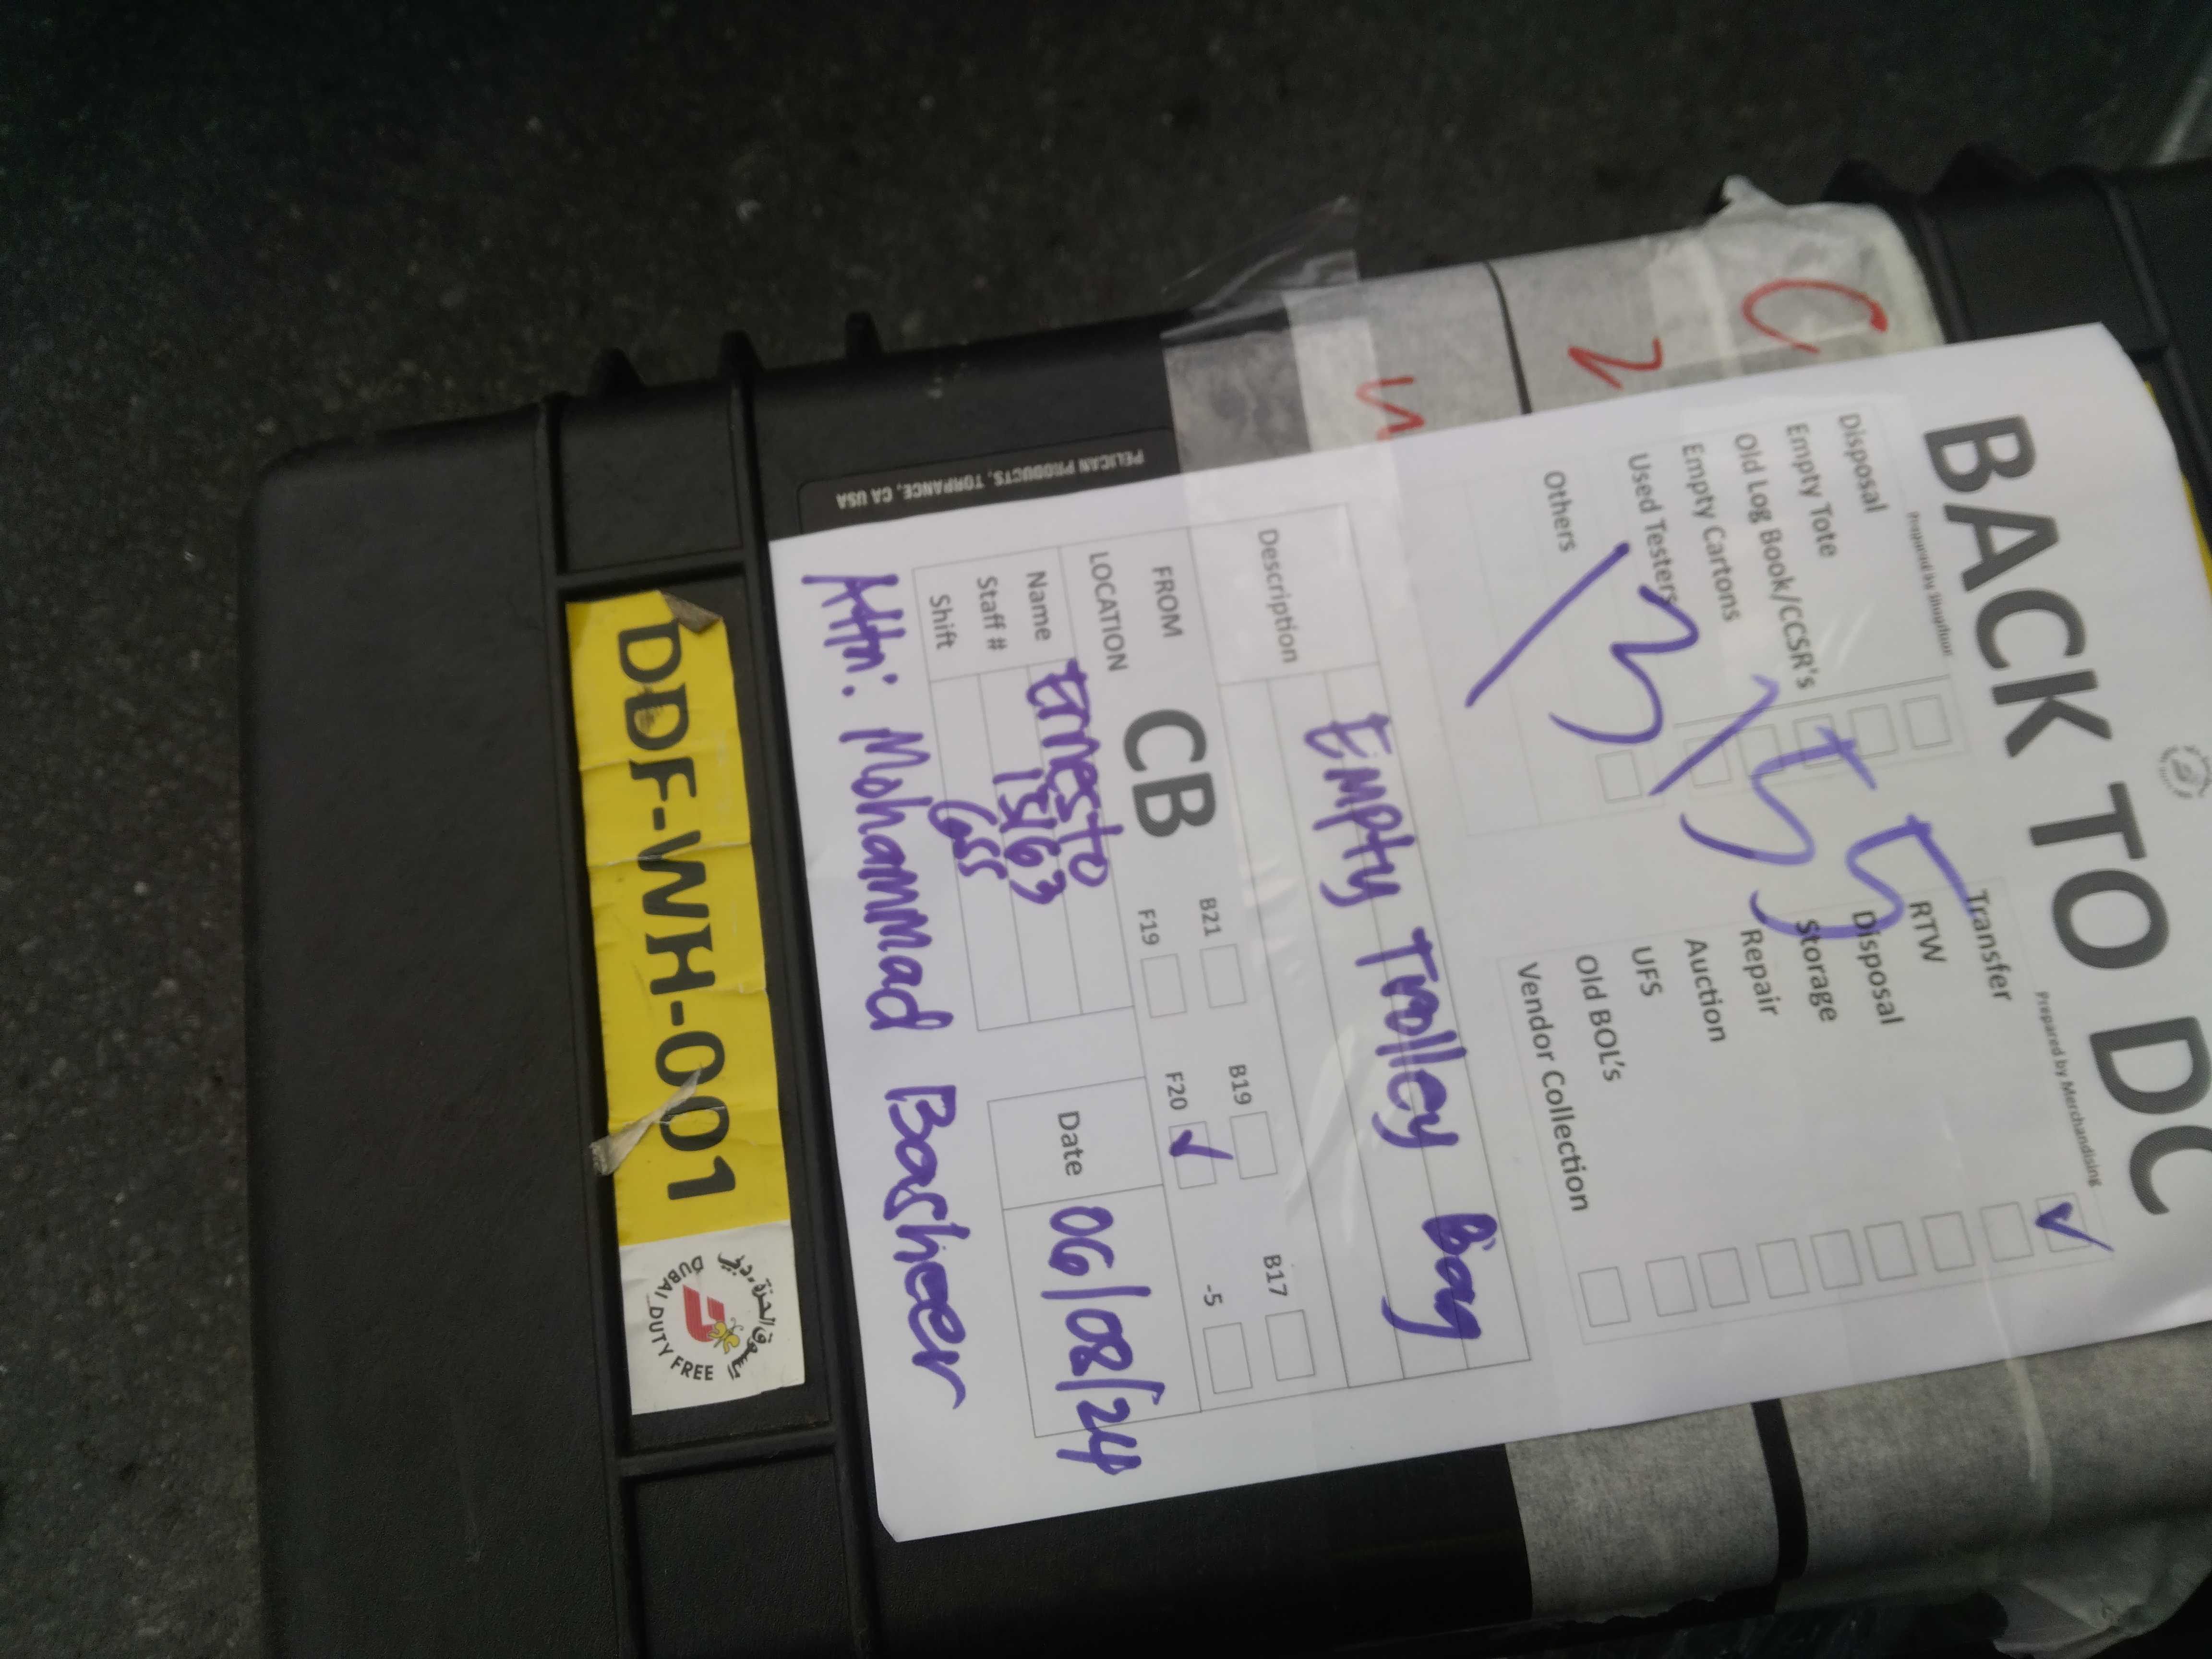 BACK TO DC
Prepared by Shopfloor
Prepared by Merchandising
Disposal
Empty Tote
Old Log Book/CCSR's
Empty Cartons
Used Testers
Others
Transfer ✓
RTW
Disposal
Storage
Repair
Auction
UFS
Old BOL's
Vendor Collection
Description
Empty Trolley Bag
FROM
LOCATION
CB
B21
B19
B17
F19
F20 ✓
-5
Name Ernesto
Staff #
Shift
Date 06/08/24
Attn: Mohammad Basheer
PELICAN PRODUCTS, TORRANCE, CA USA
DDF-WH-001
DUBAI DUTY FREE